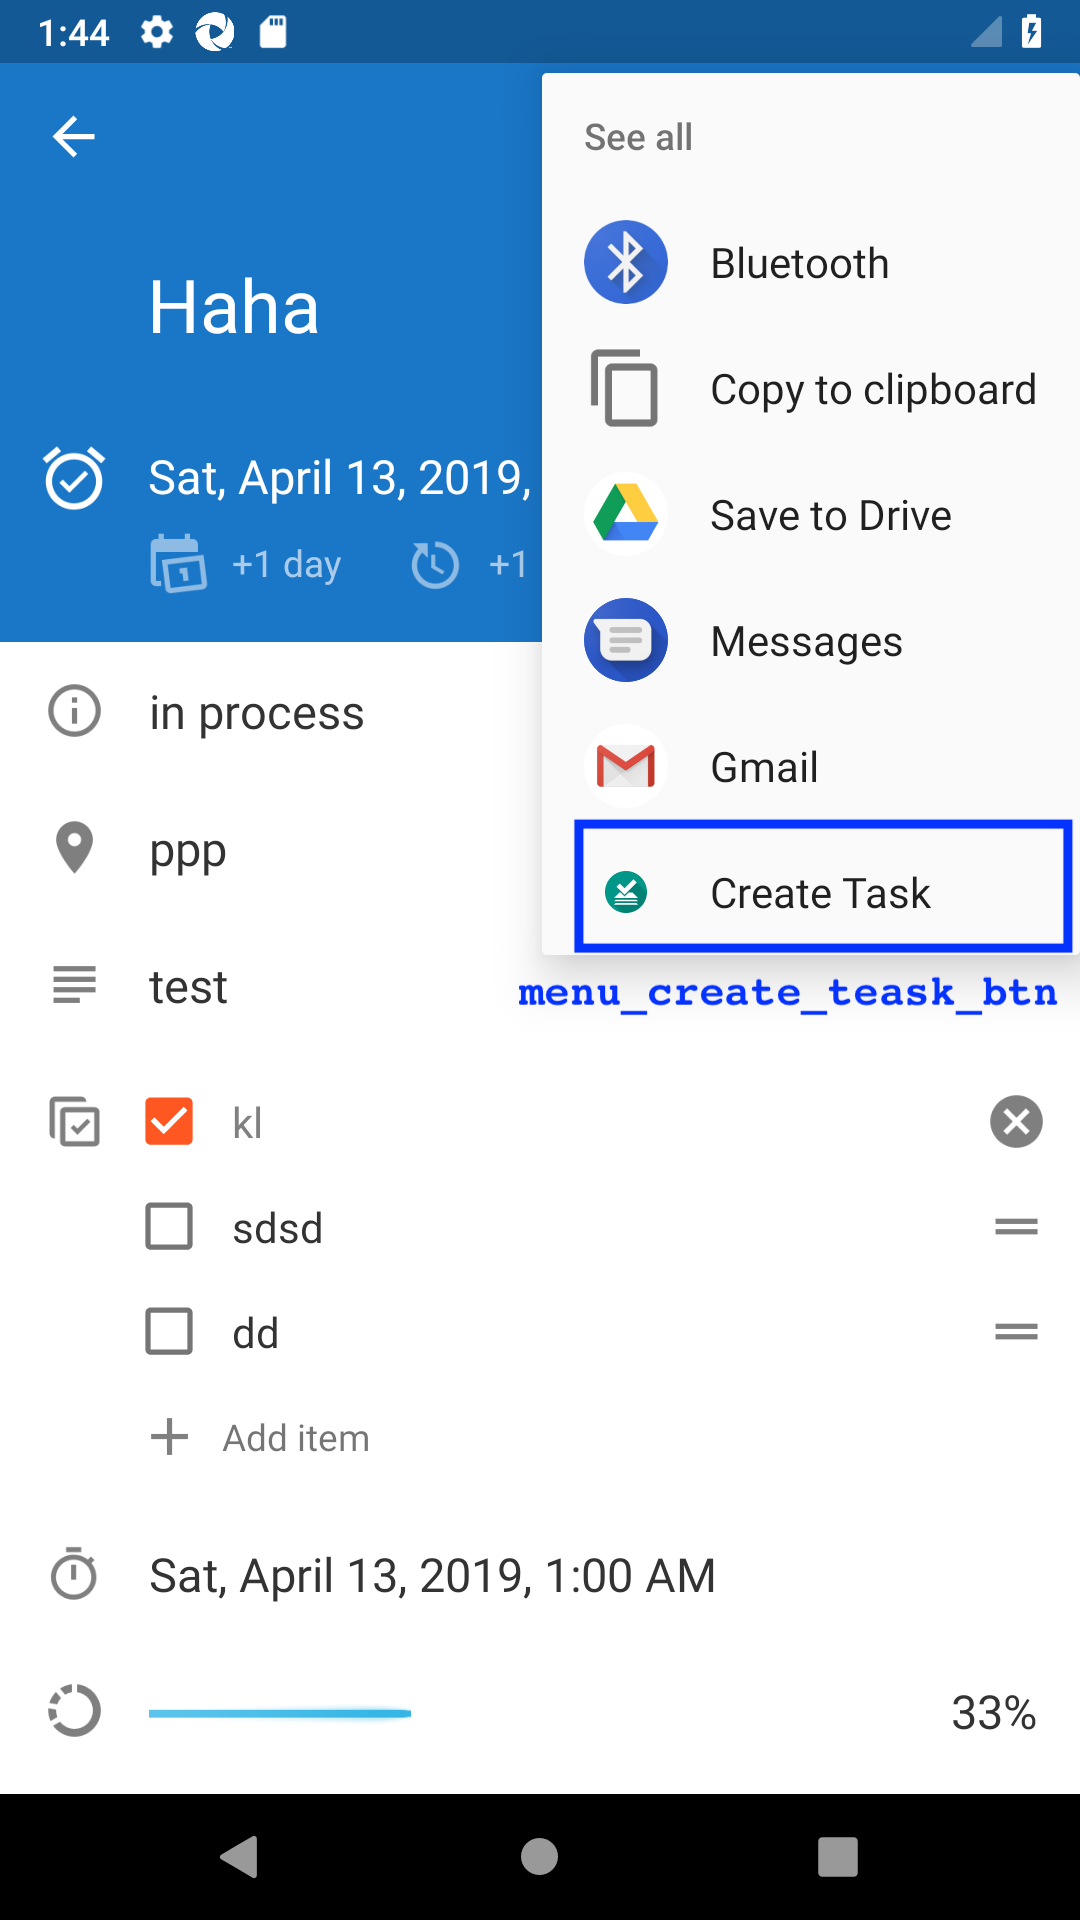 1:44
See all
Bluetooth
Haha
Copy to clipboard
Sat, April 13, 2019,
Save to Drive
+1 day +1
Messages
in process
Gmail
ppp
Create Task
test
menu_create_teask_btn
kl
sdsd
dd
Add item
Sat, April 13, 2019, 1:00 AM
33%